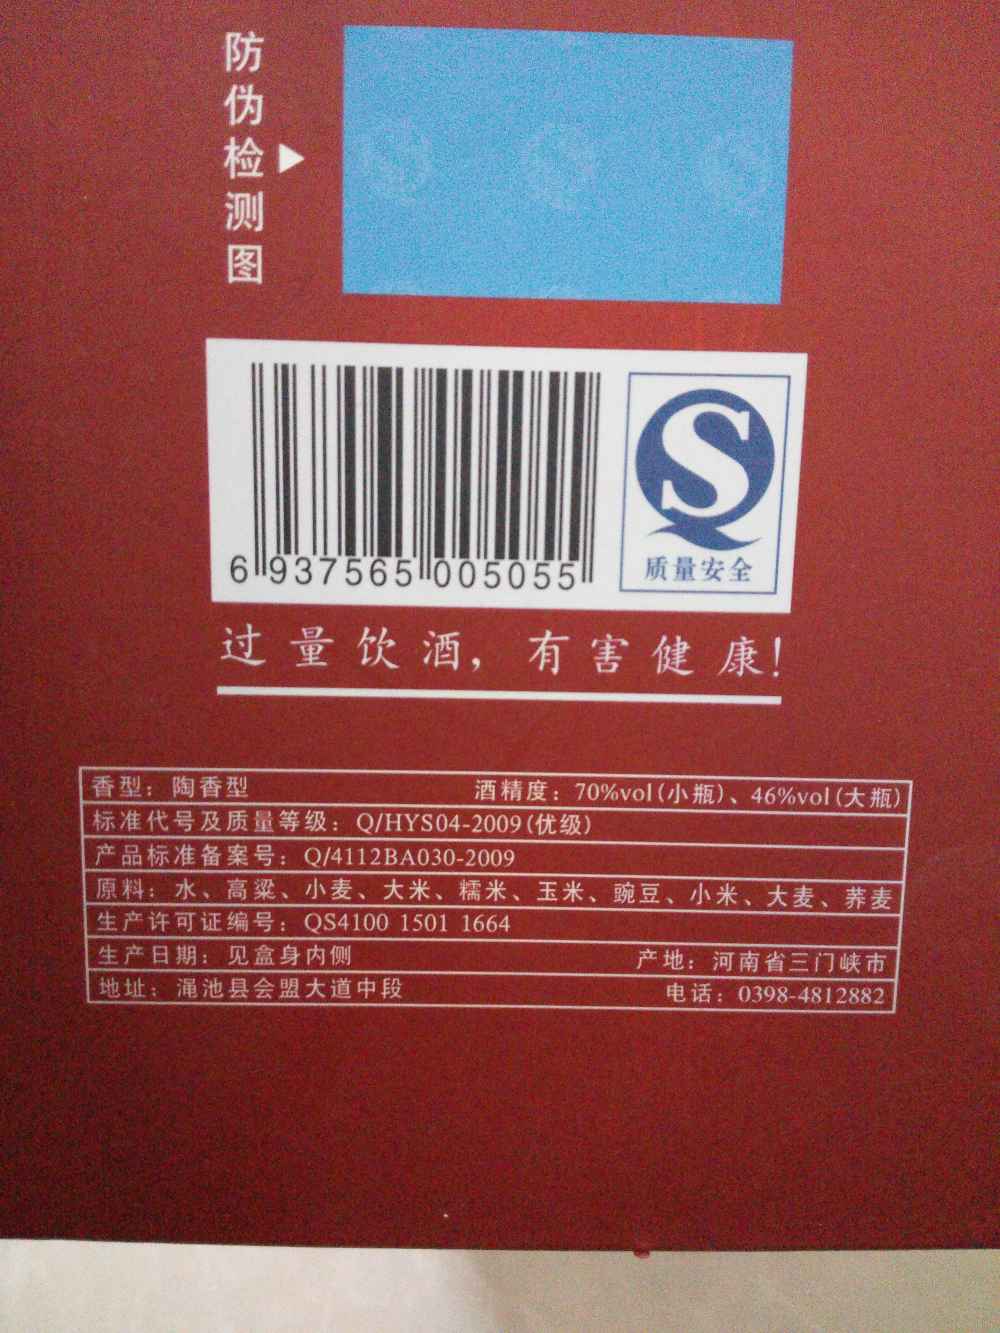 防伪检测图
6 937565 005055
S
质量安全
过量饮酒，有害健康！
香型：陶香型 酒精度：70%vol(小瓶)、46%vol(大瓶)
标准代号及质量等级：Q/HYS04-2009(优级)
产品标准备案号：Q/4112BA030-2009
原料：水、高粱、小麦、大米、糯米、玉米、豌豆、小米、大麦、荞麦
生产许可证编号：QS4100 1501 1664
生产日期：见盒身内侧 产地：河南省三门峡市
地址：渑池县会盟大道中段 电话：0398-4812882